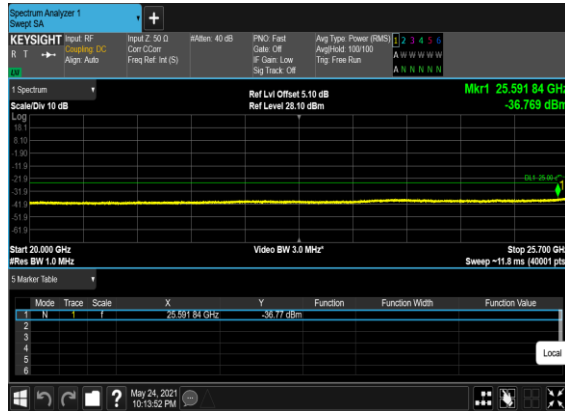 Spectrum Analyzer 1
Swept SA
+
KEYSIGHT Input: RF Input Z: 50 Ω #Atten: 40 dB PNO: Fast Avg Type: Power (RMS) 1 2 3 4 5 6
R T Coupling: DC Corr CCorr Gate: Off Avg|Hold: 100/100 A W W W W W
Align: Auto Freq Ref: Int (S) IF Gain: Low Trig: Free Run
Sig Track: Off A N N N N N
1 Spectrum Ref Lvl Offset 5.10 dB Mkr1 25.591 84 GHz
Scale/Div 10 dB Ref Level 28.10 dBm -36.769 dBm
Log
18.1
8.10
-1.90
-11.9
-21.9 DL1 -25.00
1
-31.9
-41.9
-51.9
-61.9
Start 20.000 GHz Video BW 3.0 MHz* Stop 25.700 GHz
#Res BW 1.0 MHz Sweep ~11.8 ms (40001 pts
5 Marker Table
Mode Trace Scale X Y Function Function Width Function Value
1 N 1 f 25.591 84 GHz -36.77 dBm
2
3
4
5
6
Local
? May 24, 2021
10:13:52 PM